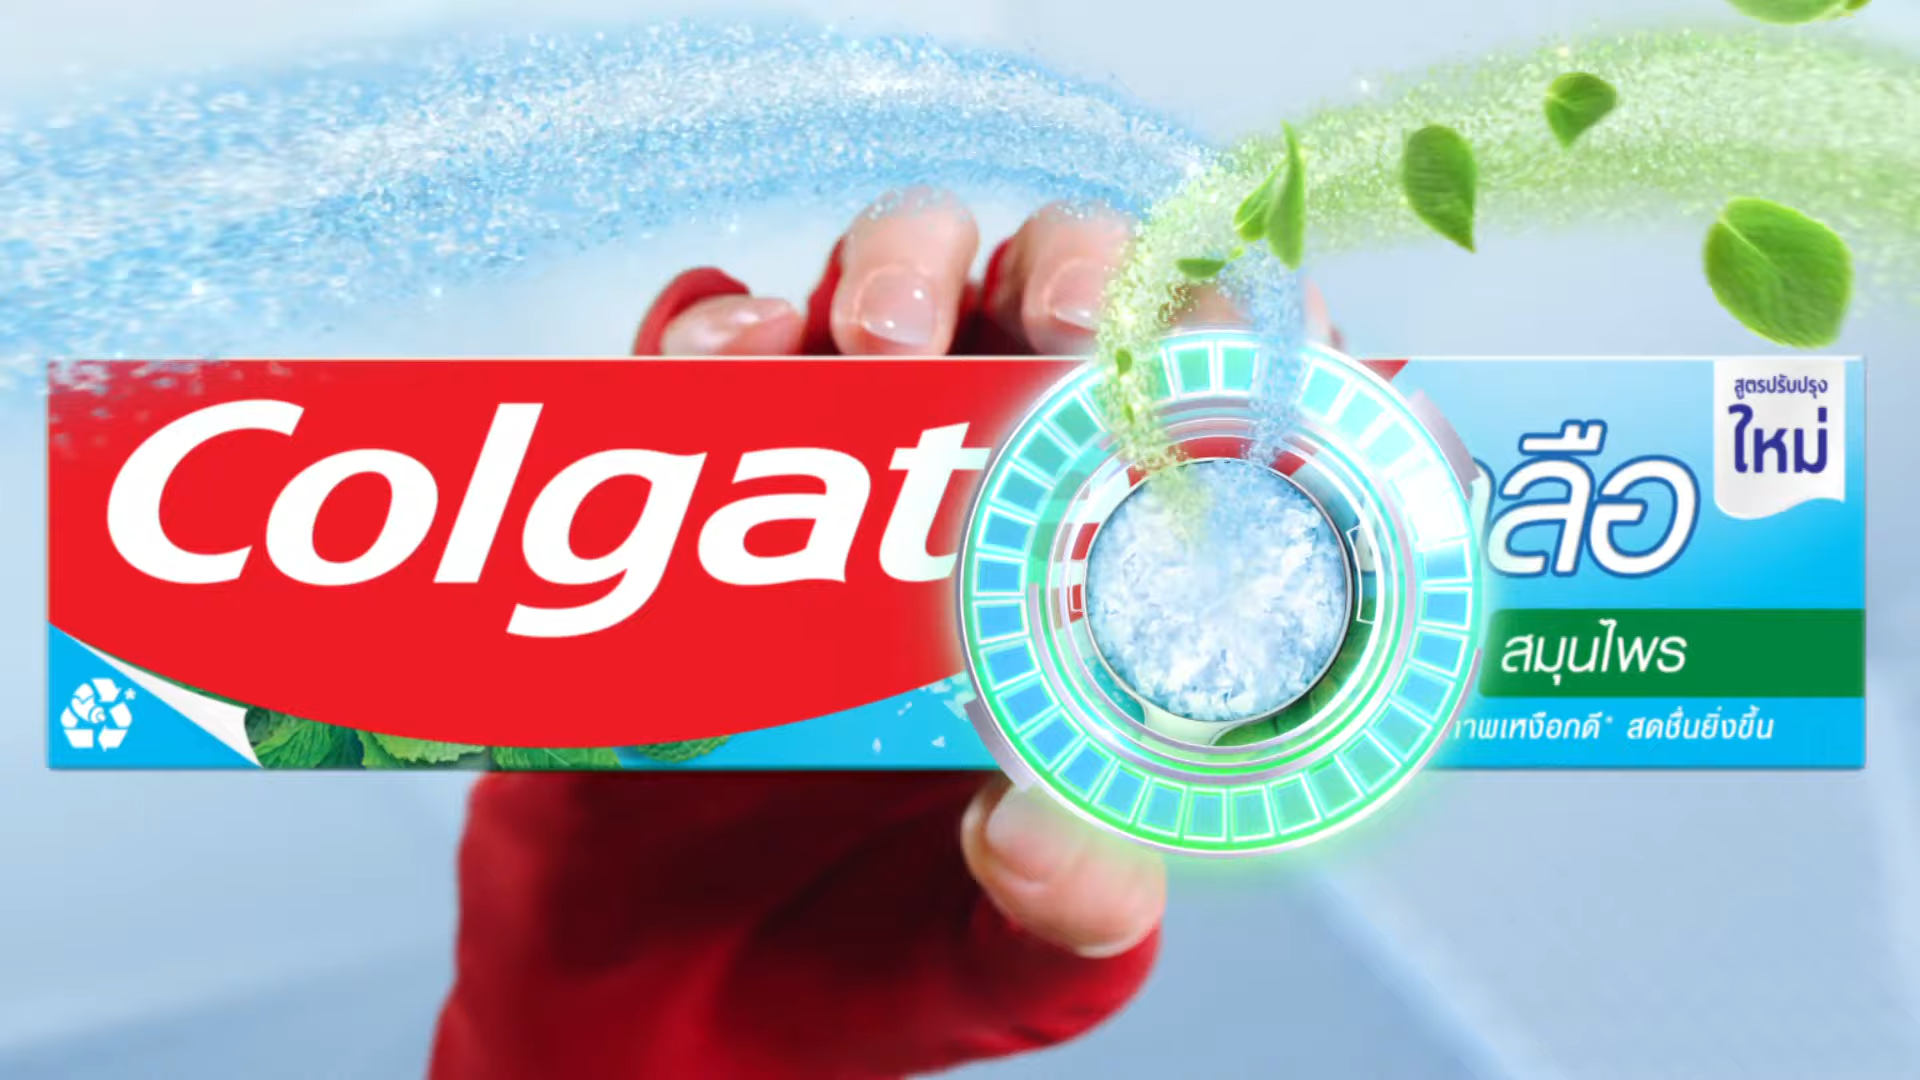 Colgat
สูตรปรับปรุง
ใหม่
ลือ
สมุนไพร
าพเหงือกดี* สดชื่นยิ่งขึ้น